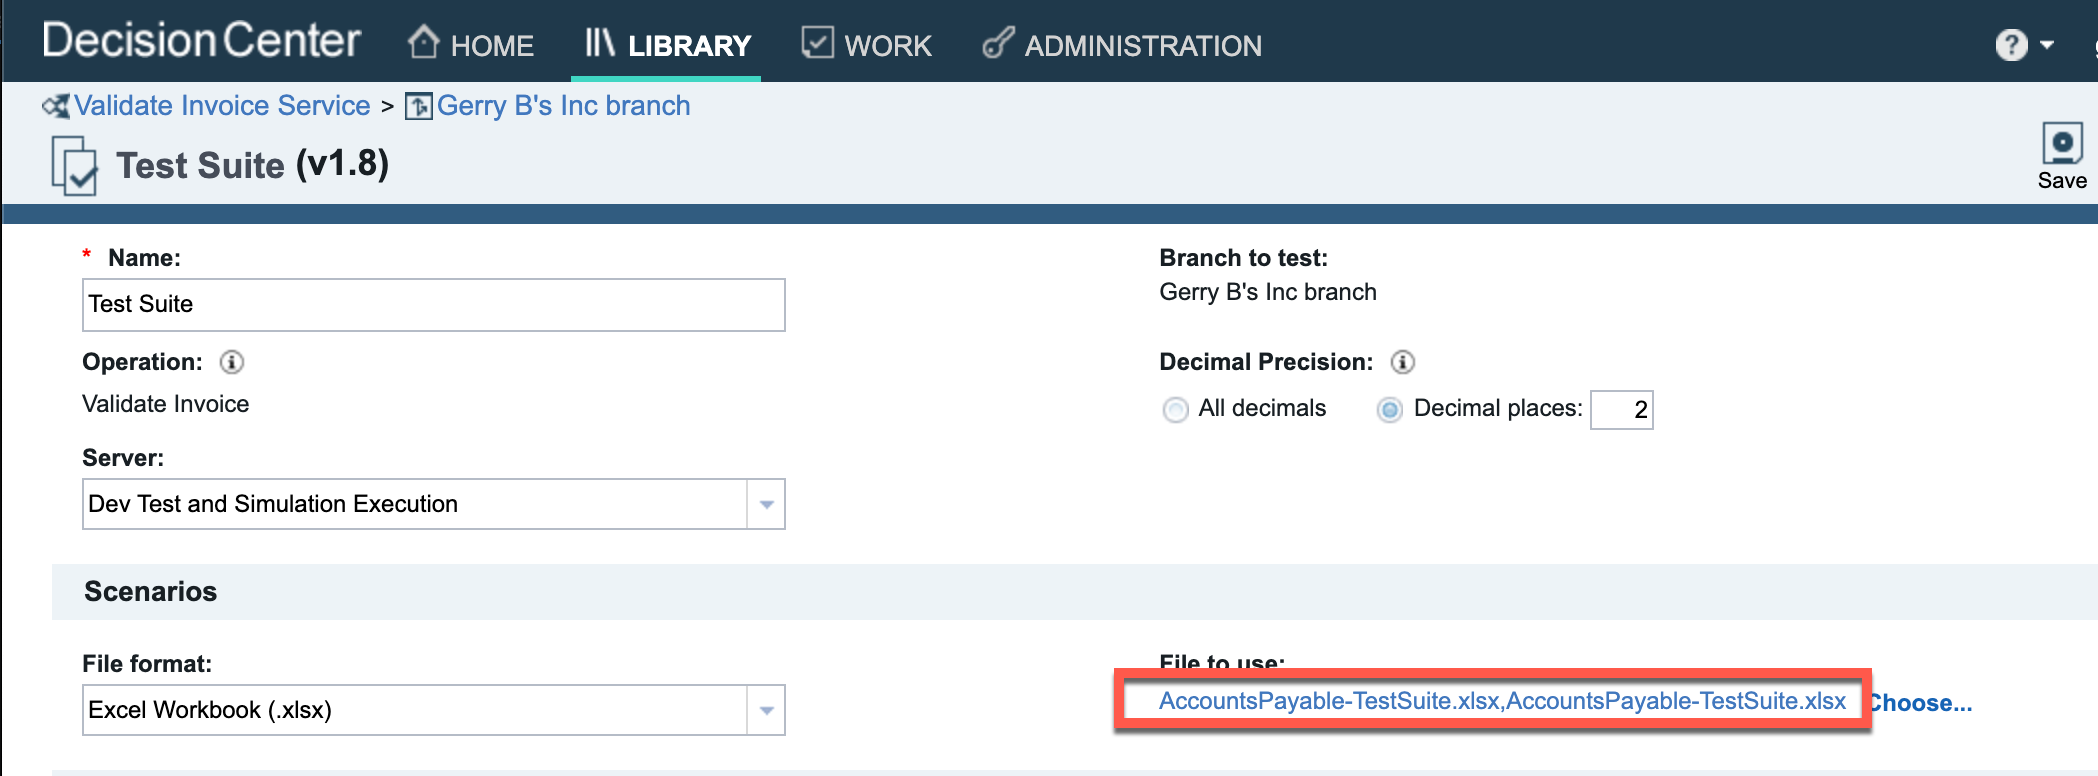 Decision Center HOME LIBRARY WORK ADMINISTRATION ?
Validate Invoice Service > Gerry B's Inc branch
Test Suite (v1.8)
Save
* Name:
Test Suite
Branch to test:
Gerry B's Inc branch
Operation:
Validate Invoice
Decimal Precision:
All decimals Decimal places: 2
Server:
Dev Test and Simulation Execution
Scenarios
File format:
Excel Workbook (.xlsx)
File to use:
AccountsPayable-TestSuite.xlsx,AccountsPayable-TestSuite.xlsx Choose...